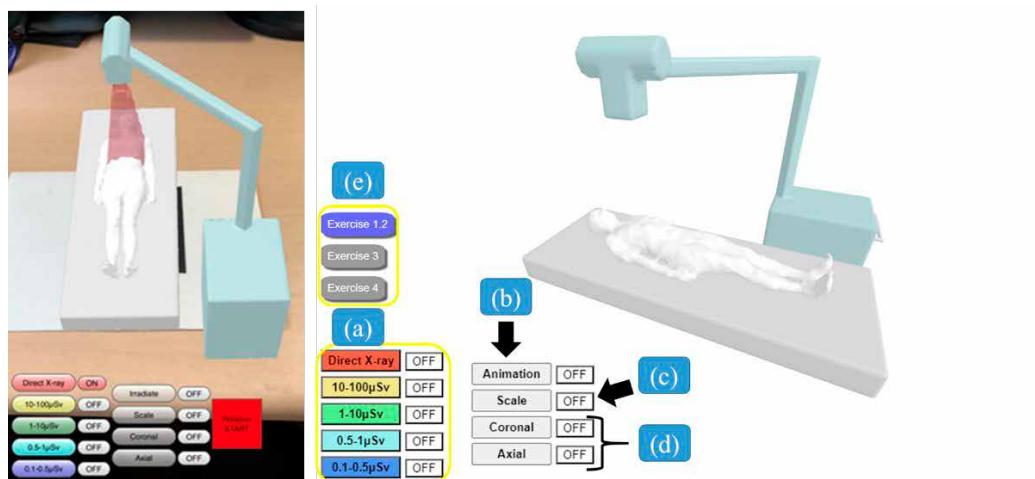 Direct X-ray ON
10-100μSv OFF
1-10μSv OFF
0.5-1μSv OFF
0.1-0.5μSv OFF
Irradiate OFF
Scale OFF
Coronal OFF
Axial OFF
START
(e)
Exercise 1.2
Exercise 3
Exercise 4
(a)
Direct X-ray OFF
10-100μSv OFF
1-10μSv OFF
0.5-1μSv OFF
0.1-0.5μSv OFF
(b)
Animation OFF
Scale OFF
Coronal OFF
Axial OFF
(c)
(d)